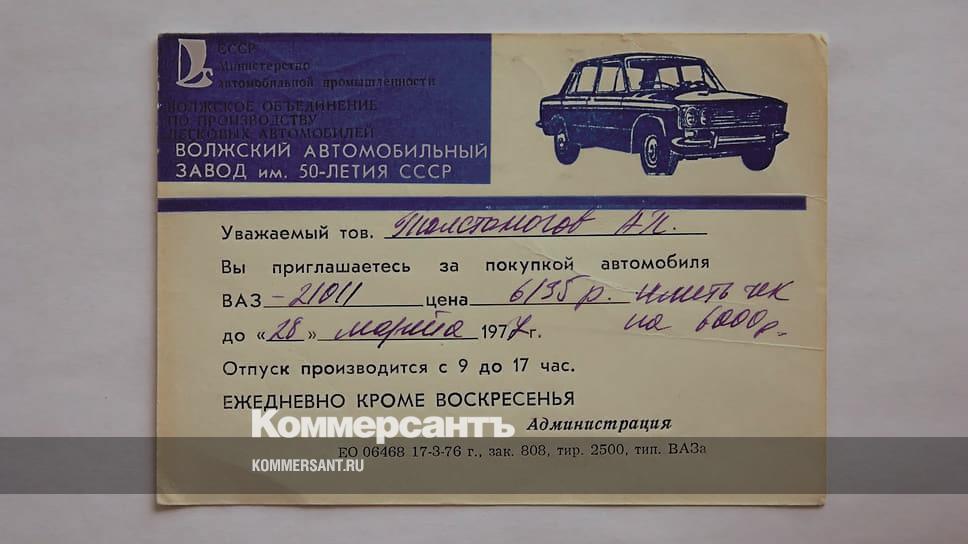 СССР
Министерство
автомобильной промышленности
ВОЛЖСКОЕ ОБЪЕДИНЕНИЕ
ПО ПРОИЗВОДСТВУ
ЛЕГКОВЫХ АВТОМОБИЛЕЙ
ВОЛЖСКИЙ АВТОМОБИЛЬНЫЙ
ЗАВОД им. 50-ЛЕТИЯ СССР
Уважаемый тов. Толстоногов А.П.
Вы приглашаетесь за покупкой автомобиля
ВАЗ -21011 цена 6135 р. иметь чек
до «28» марта 1977г. на 6000р.
Отпуск производится с 9 до 17 час.
ЕЖЕДНЕВНО КРОМЕ ВОСКРЕСЕНЬЯ
Администрация
Коммерсантъ
ЕО 06468 17-3-76 г., зак. 808, тир. 2500, тип. ВАЗа
KOMMERSANT.RU